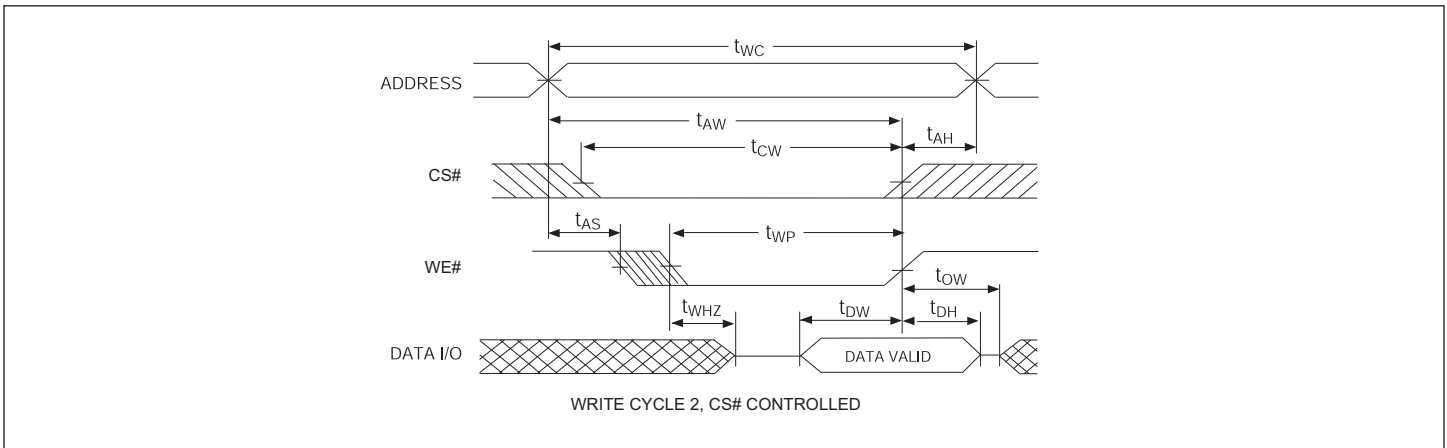 tWC
ADDRESS
tAW
tAH
tCW
CS#
tAS
tWP
WE#
tOW
tWHZ
tDW
tDH
DATA I/O
DATA VALID
WRITE CYCLE 2, CS# CONTROLLED